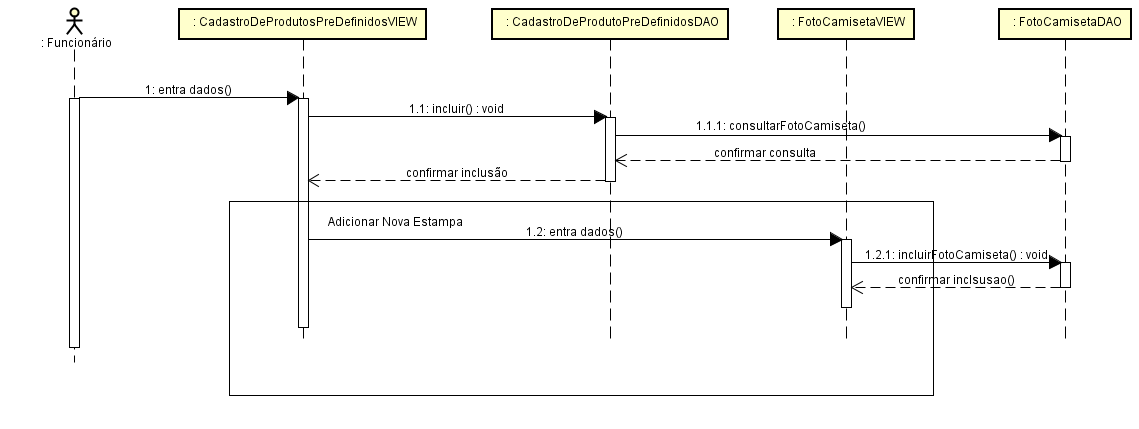 : CadastroDeProdutosPreDefinidosVIEW
: CadastroDeProdutoPreDefinidosDAO
: FotoCamisetaVIEW
: FotoCamisetaDAO
: Funcionário
1: entra dados()
1.1: incluir() : void
1.1.1: consultarFotoCamiseta()
confirmar consulta
confirmar inclusão
Adicionar Nova Estampa
1.2: entra dados()
1.2.1: incluirFotoCamiseta() : void
confirmar inclsusao()